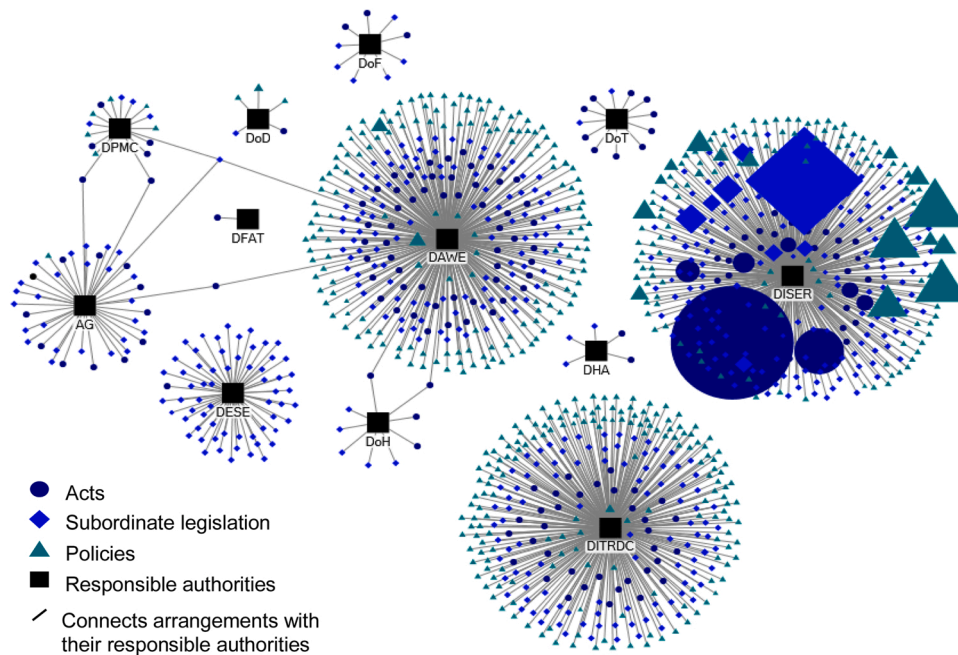 DoF
DPMC
DoD
DoT
DFAT
DAWE
DISER
AG
DHA
DESE
DoH
DITRDC
Acts
Subordinate legislation
Policies
Responsible authorities
Connects arrangements with
their responsible authorities